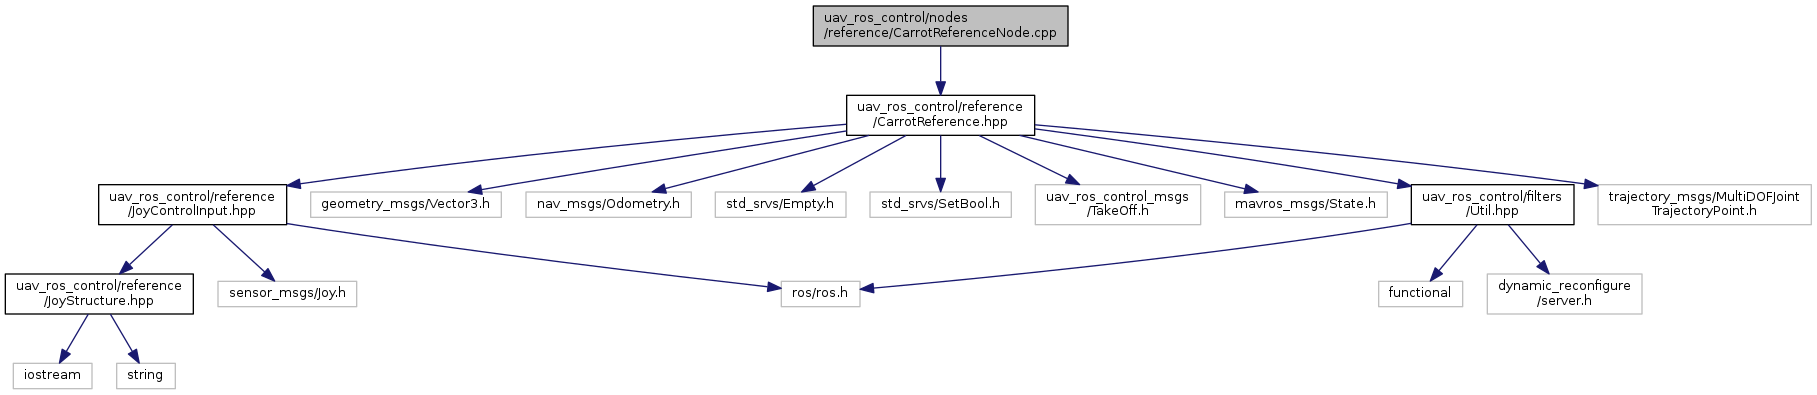 uav_ros_control/nodes
/reference/CarrotReferenceNode.cpp
uav_ros_control/reference
/CarrotReference.hpp
uav_ros_control/reference
/JoyControlInput.hpp
geometry_msgs/Vector3.h
nav_msgs/Odometry.h
std_srvs/Empty.h
std_srvs/SetBool.h
uav_ros_control_msgs
/TakeOff.h
mavros_msgs/State.h
uav_ros_control/filters
/Util.hpp
trajectory_msgs/MultiDOFJoint
TrajectoryPoint.h
uav_ros_control/reference
/JoyStructure.hpp
sensor_msgs/Joy.h
ros/ros.h
functional
dynamic_reconfigure
/server.h
iostream
string